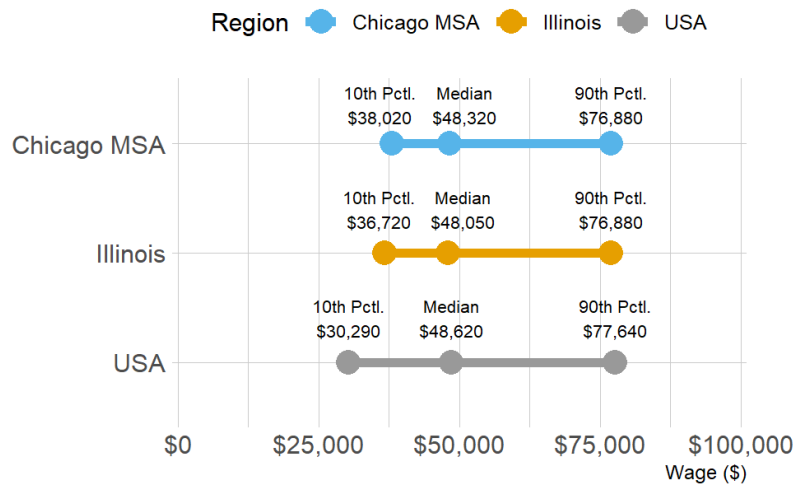 Region Chicago MSA Illinois USA
10th Pctl. Median 90th Pctl.
$38,020 $48,320 $76,880
Chicago MSA
10th Pctl. Median 90th Pctl.
$36,720 $48,050 $76,880
Illinois
10th Pctl. Median 90th Pctl.
$30,290 $48,620 $77,640
USA
$0 $25,000 $50,000 $75,000 $100,000
Wage ($)